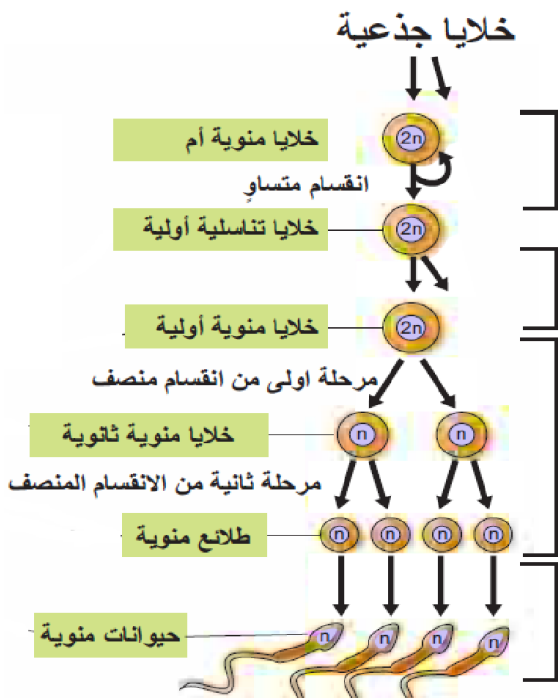 خلايا جذعية
2n
خلايا منوية أم
انقسام متساوٍ
2n
خلايا تناسلية أولية
2n
خلايا منوية أولية
مرحلة اولى من انقسام منصف
n n
خلايا منوية ثانوية
مرحلة ثانية من الانقسام المنصف
n n n n
طلائع منوية
n n n n
حيوانات منوية